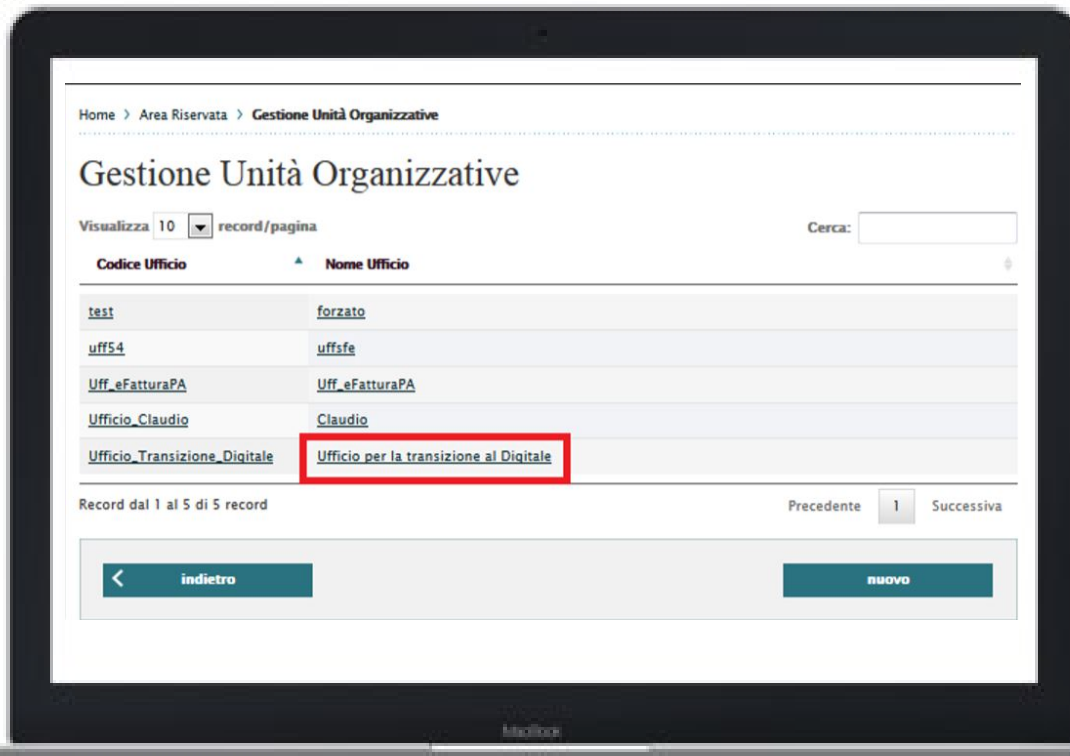 Home > Area Riservata > Gestione Unità Organizzative
Gestione Unità Organizzative
Visualizza 10 record/pagina Cerca:
Codice Ufficio Nome Ufficio
test forzato
uff54 uffsfe
Uff_eFatturaPA Uff_eFatturaPA
Ufficio_Claudio Claudio
Ufficio_Transizione_Digitale Ufficio per la transizione al Digitale
Record dal 1 al 5 di 5 record Precedente 1 Successiva
indietro nuovo
MacBook